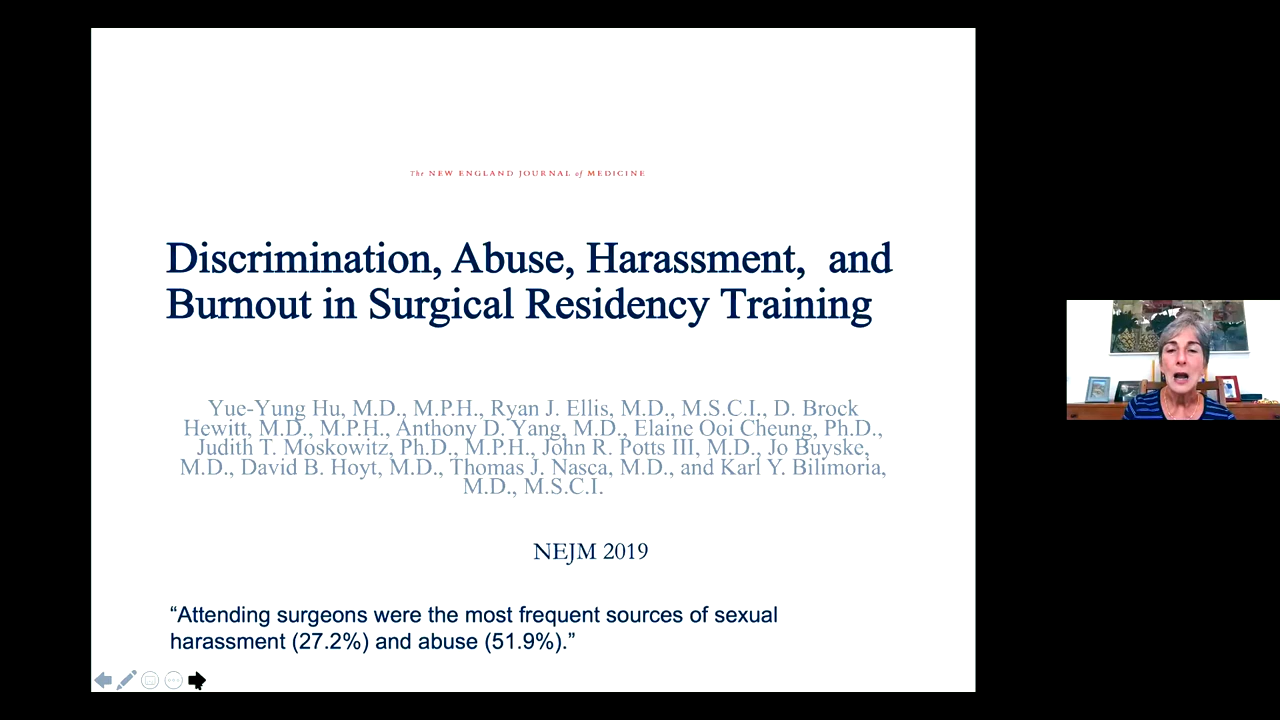 The NEW ENGLAND JOURNAL of MEDICINE
Discrimination, Abuse, Harassment,  and
Burnout in Surgical Residency Training
Yue-Yung Hu, M.D., M.P.H., Ryan J. Ellis, M.D., M.S.C.I., D. Brock
Hewitt, M.D., M.P.H., Anthony D. Yang, M.D., Elaine Ooi Cheung, Ph.D.,
Judith T. Moskowitz, Ph.D., M.P.H., John R. Potts III, M.D., Jo Buyske,
M.D., David B. Hoyt, M.D., Thomas J. Nasca, M.D., and Karl Y. Bilimoria,
M.D., M.S.C.I.
NEJM 2019
“Attending surgeons were the most frequent sources of sexual
harassment (27.2%) and abuse (51.9%).”